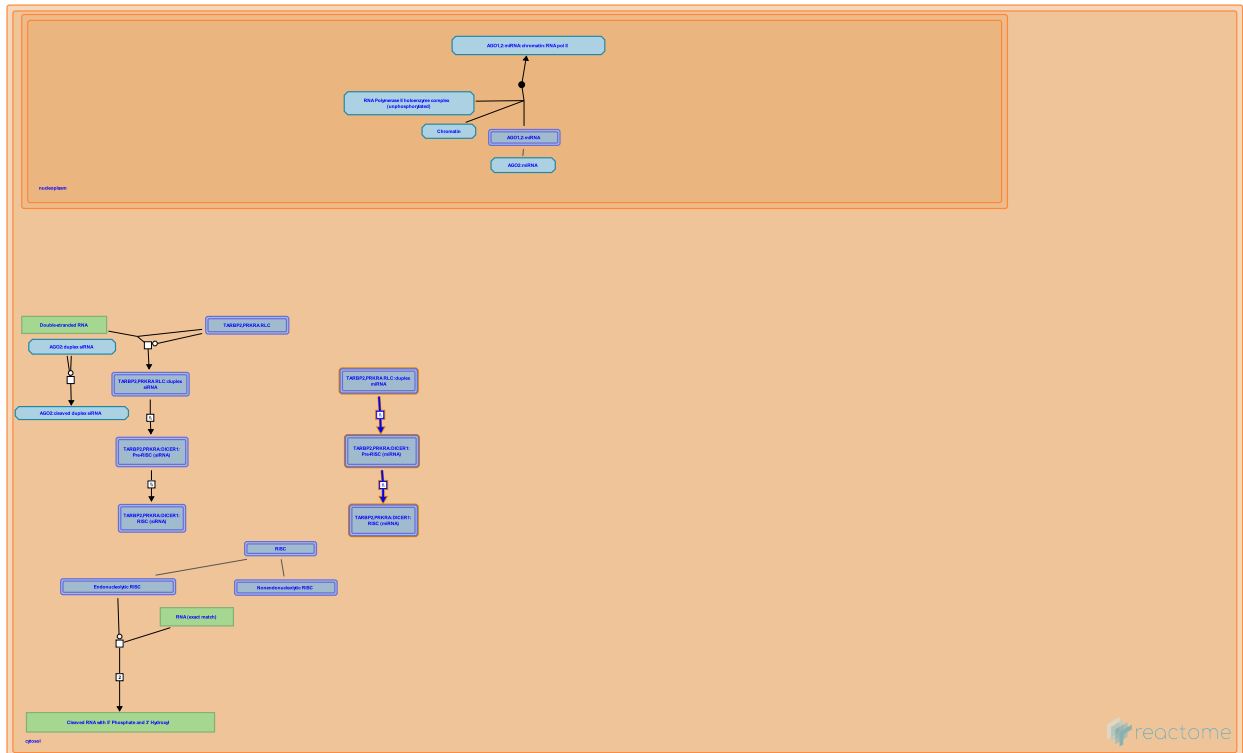 AGO1,2:miRNA:chromatin:RNA pol II
RNA Polymerase II holoenzyme complex
(unphosphorylated)
Chromatin
AGO1,2:miRNA
AGO2:miRNA
nucleoplasm
Double-stranded RNA
TARBP2,PRKRA RLC
AGO2:duplex siRNA
TARBP2,PRKRA RLC:duplex
siRNA
TARBP2,PRKRA RLC:duplex
miRNA
AGO2:cleaved duplex siRNA
TARBP2,PRKRA:DICER1:
Pre-RISC (siRNA)
TARBP2,PRKRA:DICER1:
Pre-RISC (miRNA)
TARBP2,PRKRA:DICER1:
RISC (siRNA)
TARBP2,PRKRA:DICER1:
RISC (miRNA)
RISC
Endonucleolytic RISC
Nonendonucleolytic RISC
RNA (exact match)
2
Cleaved RNA with 5' Phosphate and 3' Hydroxyl
cytosol
reactome